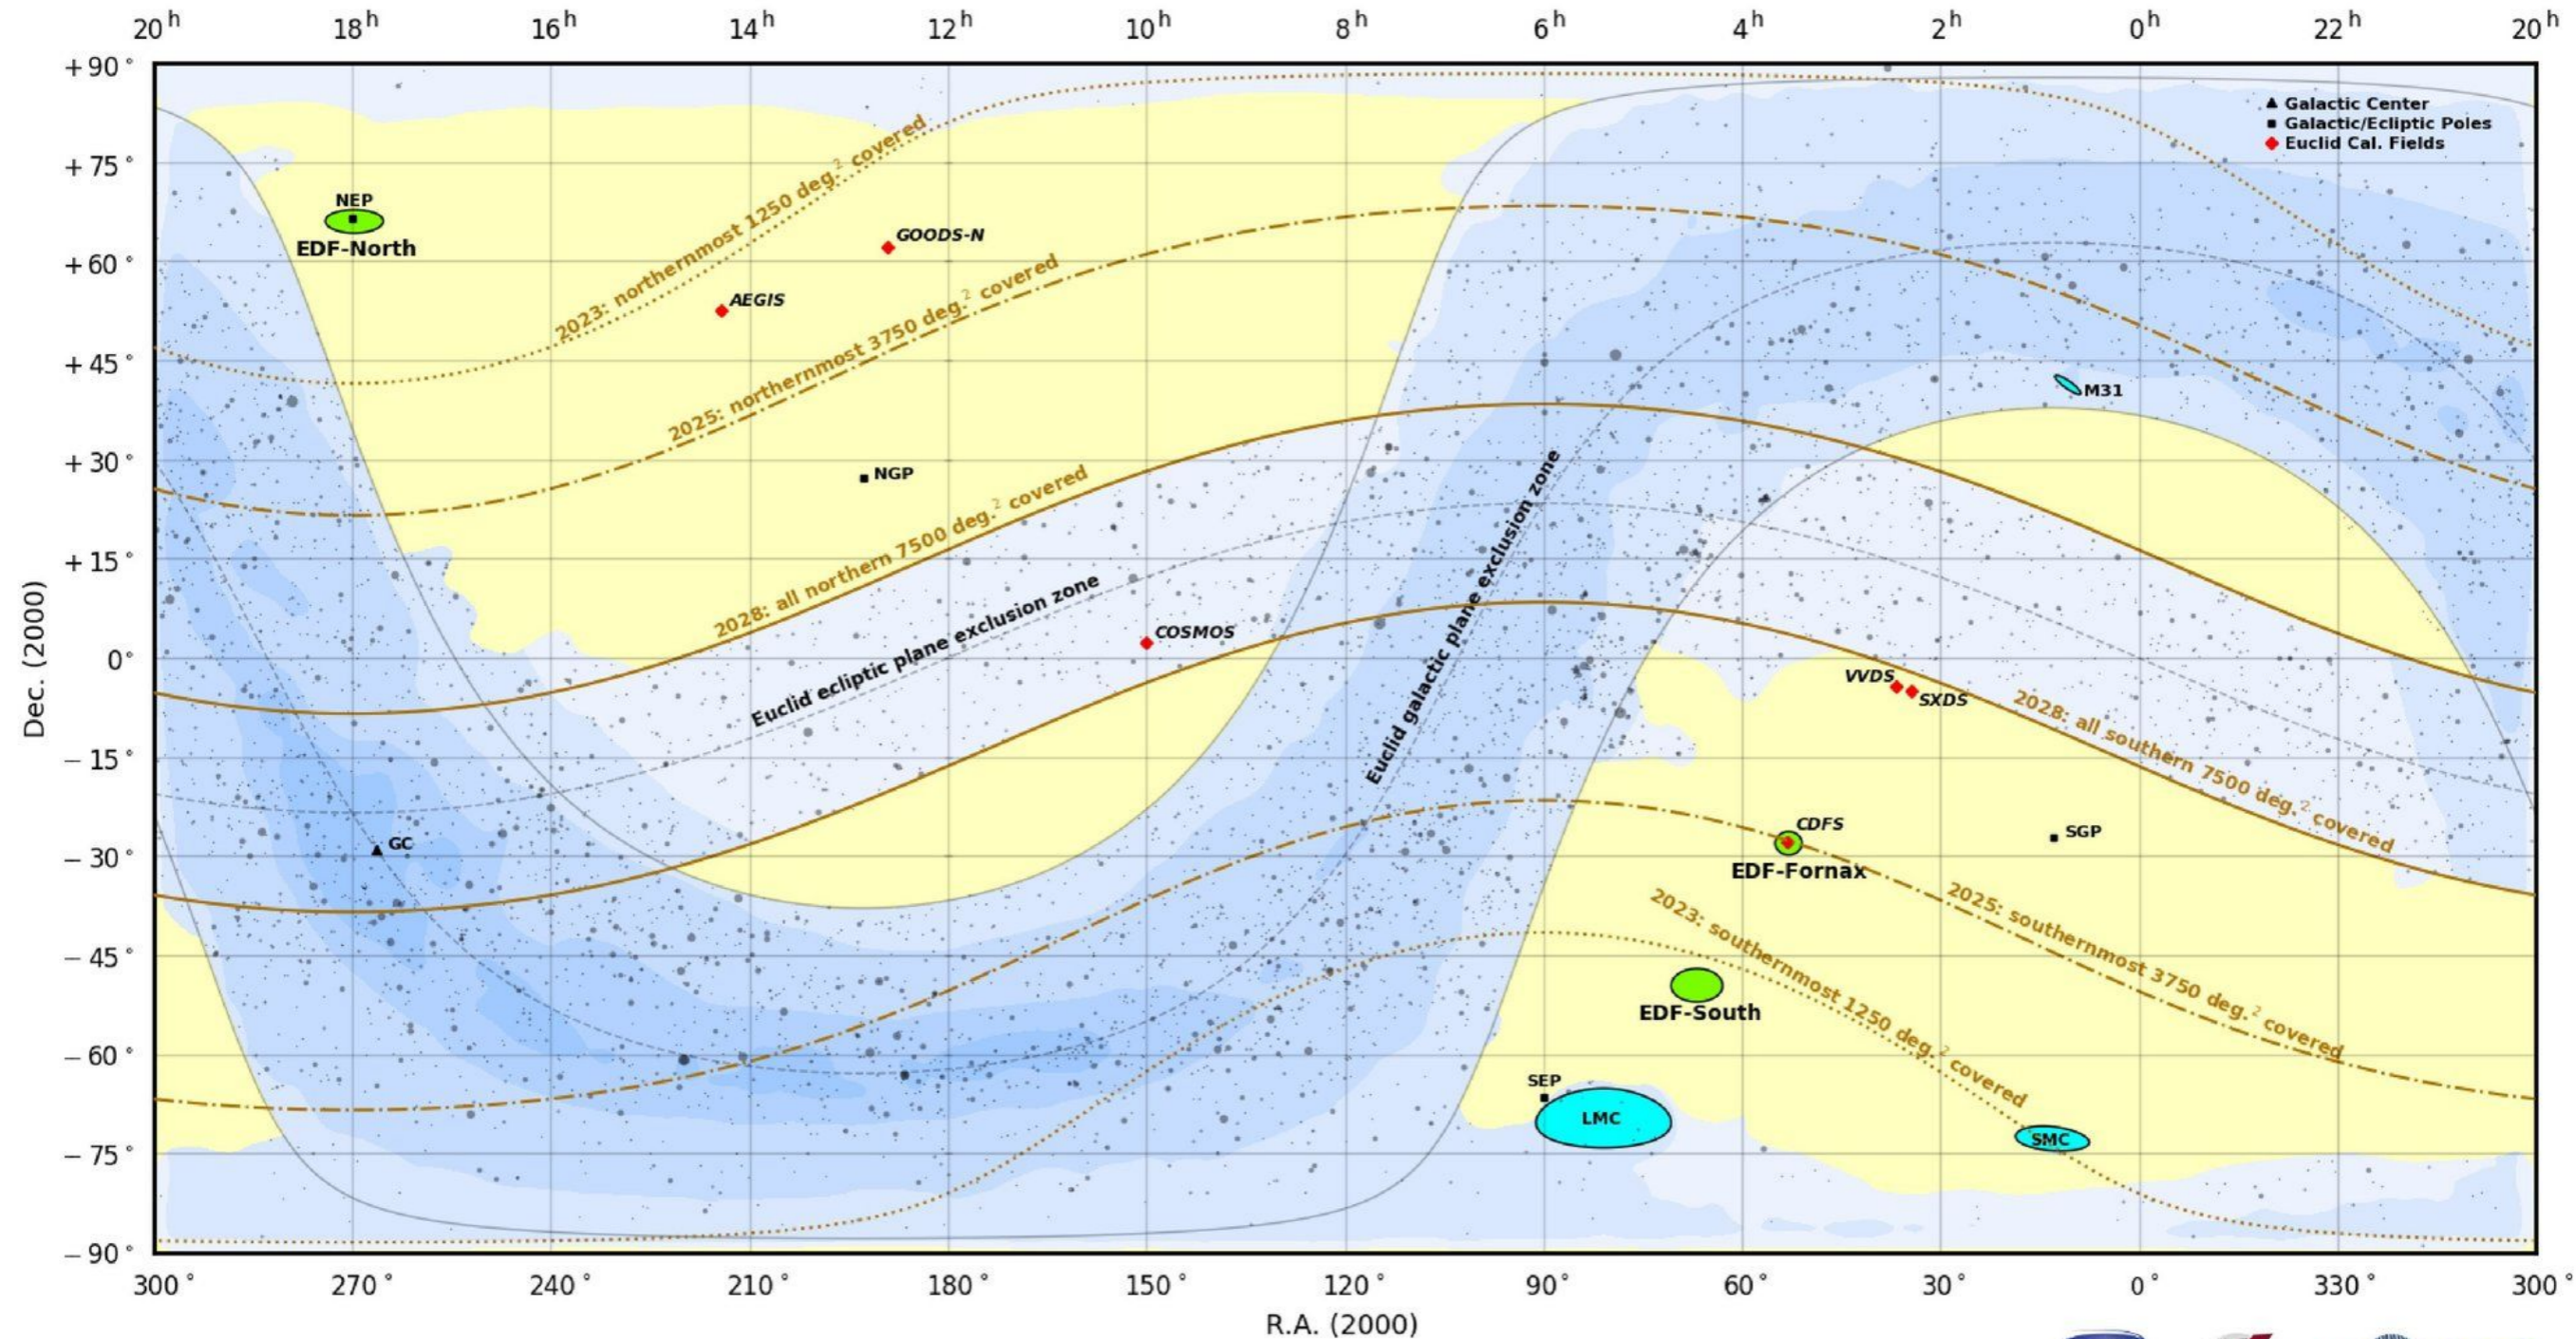 20h 18h 16h 14h 12h 10h 8h 6h 4h 2h 0h 22h 20h
+90°
+75°
+60°
+45°
+30°
+15°
0°
−15°
−30°
−45°
−60°
−75°
−90°
Dec. (2000)
▲ Galactic Center
■ Galactic/Ecliptic Poles
◆ Euclid Cal. Fields
NEP
EDF-North
2023: northernmost 1250 deg.² covered
GOODS-N
AEGIS
2025: northernmost 3750 deg.² covered
M31
NGP
2028: all northern 7500 deg.² covered
Euclid ecliptic plane exclusion zone
COSMOS
Euclid galactic plane exclusion zone
VVDS
SXDS
2028: all southern 7500 deg.² covered
GC
CDFS
EDF-Fornax
SGP
2025: southernmost 3750 deg.² covered
2023: southernmost 1250 deg.² covered
EDF-South
SEP
LMC
SMC
300° 270° 240° 210° 180° 150° 120° 90° 60° 30° 0° 330° 300°
R.A. (2000)